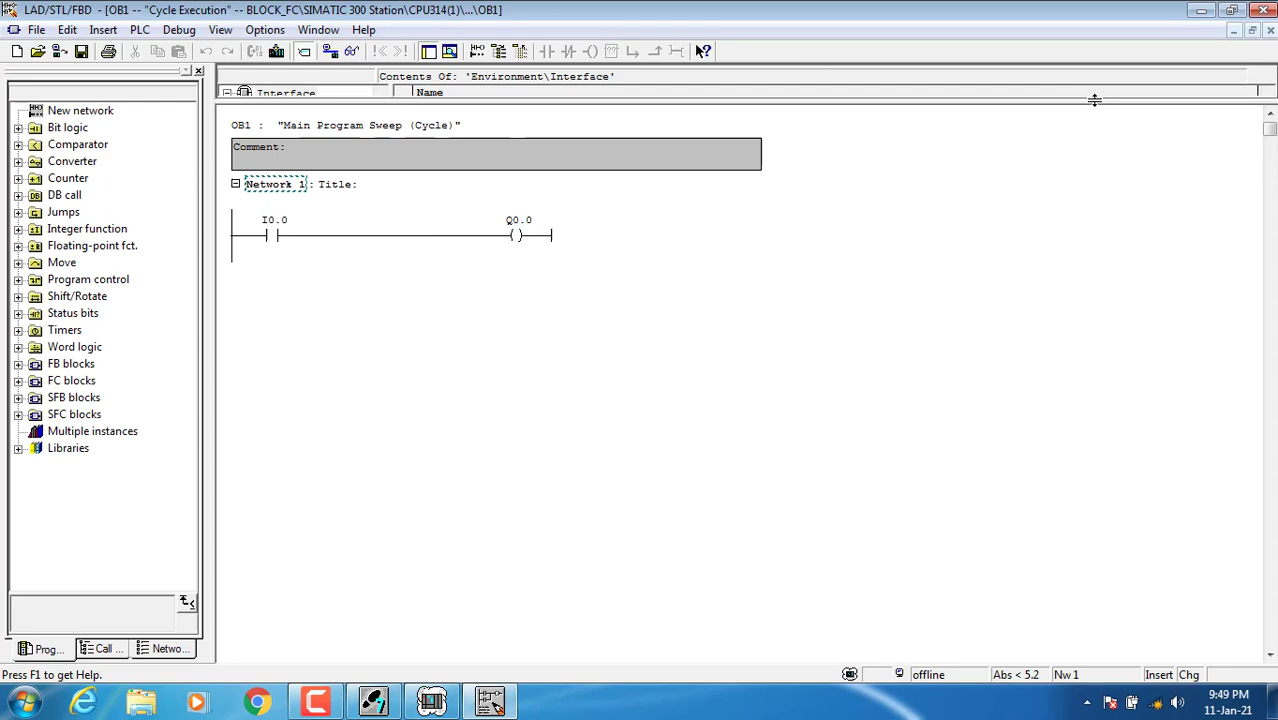 LAD/STL/FBD - [OB1 -- "Cycle Execution" -- BLOCK_FC\SIMATIC 300 Station\CPU314(1)\...\OB1]
File Edit Insert PLC Debug View Options Window Help
Contents Of: 'Environment\Interface'
Interface Name
New network
Bit logic
Comparator
Converter
Counter
DB call
Jumps
Integer function
Floating-point fct.
Move
Program control
Shift/Rotate
Status bits
Timers
Word logic
FB blocks
FC blocks
SFB blocks
SFC blocks
Multiple instances
Libraries
OB1 : "Main Program Sweep (Cycle)"
Comment:
Network 1: Title:
I0.0 Q0.0
Prog... Call ... Netwo...
Press F1 to get Help. offline Abs < 5.2 Nw 1 Insert Chg
9:49 PM
11-Jan-21